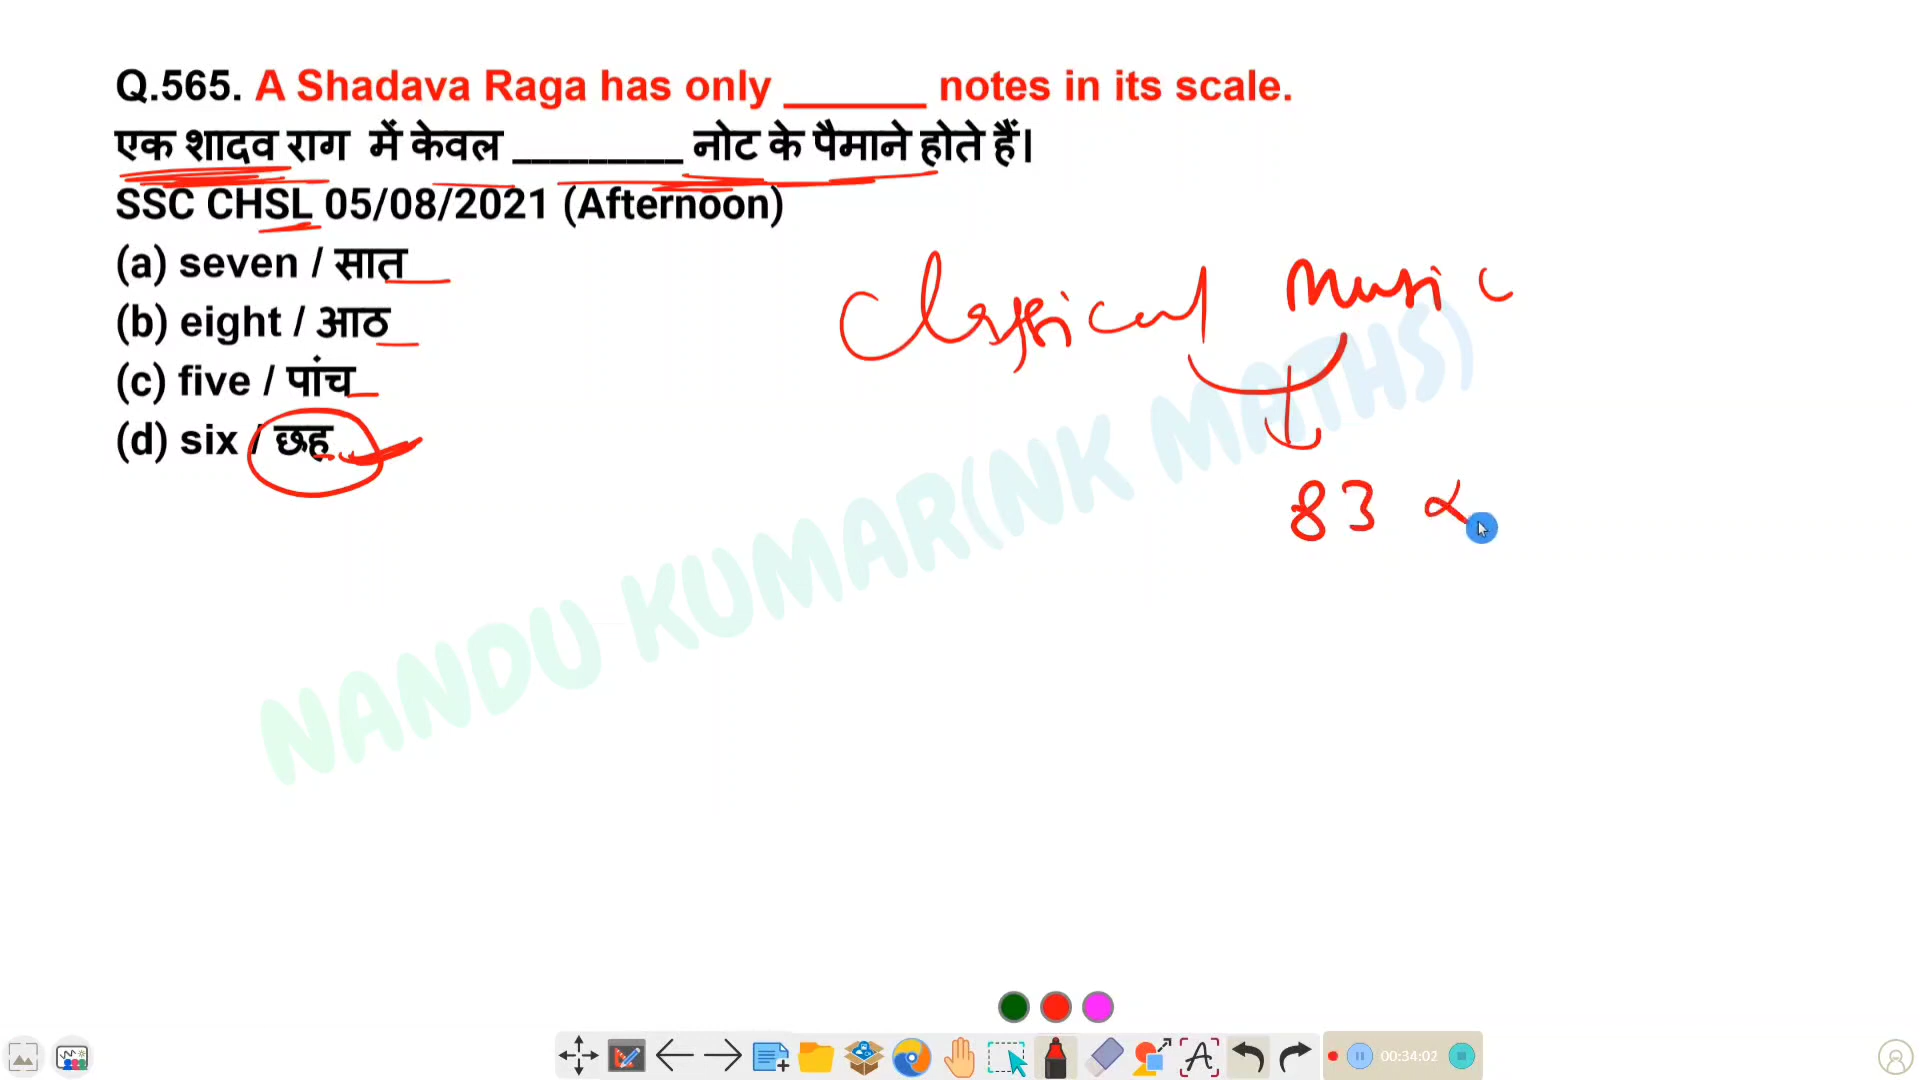 Q.565. A Shadava Raga has only ______ notes in its scale.
एक शादव राग में केवल ________ नोट के पैमाने होते हैं।
SSC CHSL 05/08/2021 (Afternoon)
(a) seven / सात
(b) eight / आठ
(c) five / पांच
(d) six / छह
Classical Music
83
NANDU KUMAR(NK MATHS)
00:34:02